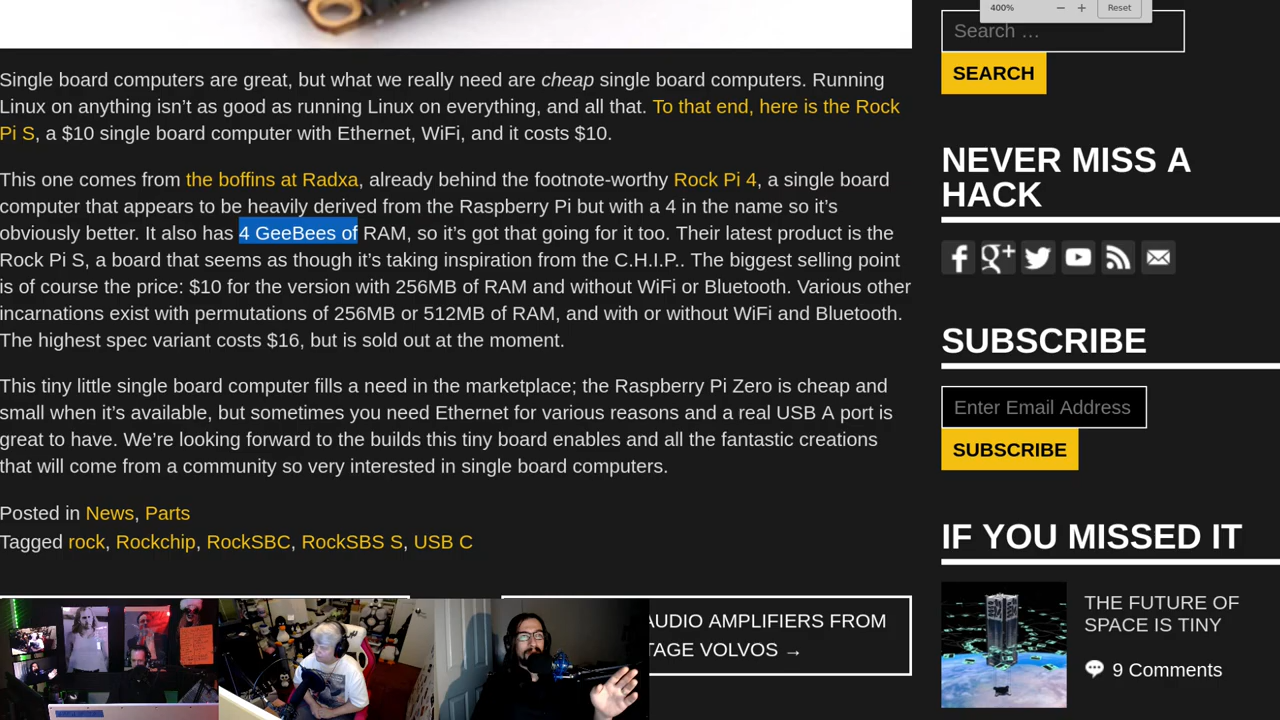 400% − + Reset
Search …
SEARCH
Single board computers are great, but what we really need are cheap single board computers. Running
Linux on anything isn’t as good as running Linux on everything, and all that. To that end, here is the Rock
Pi S, a $10 single board computer with Ethernet, WiFi, and it costs $10.
This one comes from the boffins at Radxa, already behind the footnote-worthy Rock Pi 4, a single board
computer that appears to be heavily derived from the Raspberry Pi but with a 4 in the name so it’s
obviously better. It also has 4 GeeBees of RAM, so it’s got that going for it too. Their latest product is the
Rock Pi S, a board that seems as though it’s taking inspiration from the C.H.I.P.. The biggest selling point
is of course the price: $10 for the version with 256MB of RAM and without WiFi or Bluetooth. Various other
incarnations exist with permutations of 256MB or 512MB of RAM, and with or without WiFi and Bluetooth.
The highest spec variant costs $16, but is sold out at the moment.
This tiny little single board computer fills a need in the marketplace; the Raspberry Pi Zero is cheap and
small when it’s available, but sometimes you need Ethernet for various reasons and a real USB A port is
great to have. We’re looking forward to the builds this tiny board enables and all the fantastic creations
that will come from a community so very interested in single board computers.
Posted in News, Parts
Tagged rock, Rockchip, RockSBC, RockSBS S, USB C
AUDIO AMPLIFIERS FROM
TAGE VOLVOS →
NEVER MISS A
HACK
SUBSCRIBE
Enter Email Address
SUBSCRIBE
IF YOU MISSED IT
THE FUTURE OF
SPACE IS TINY
9 Comments